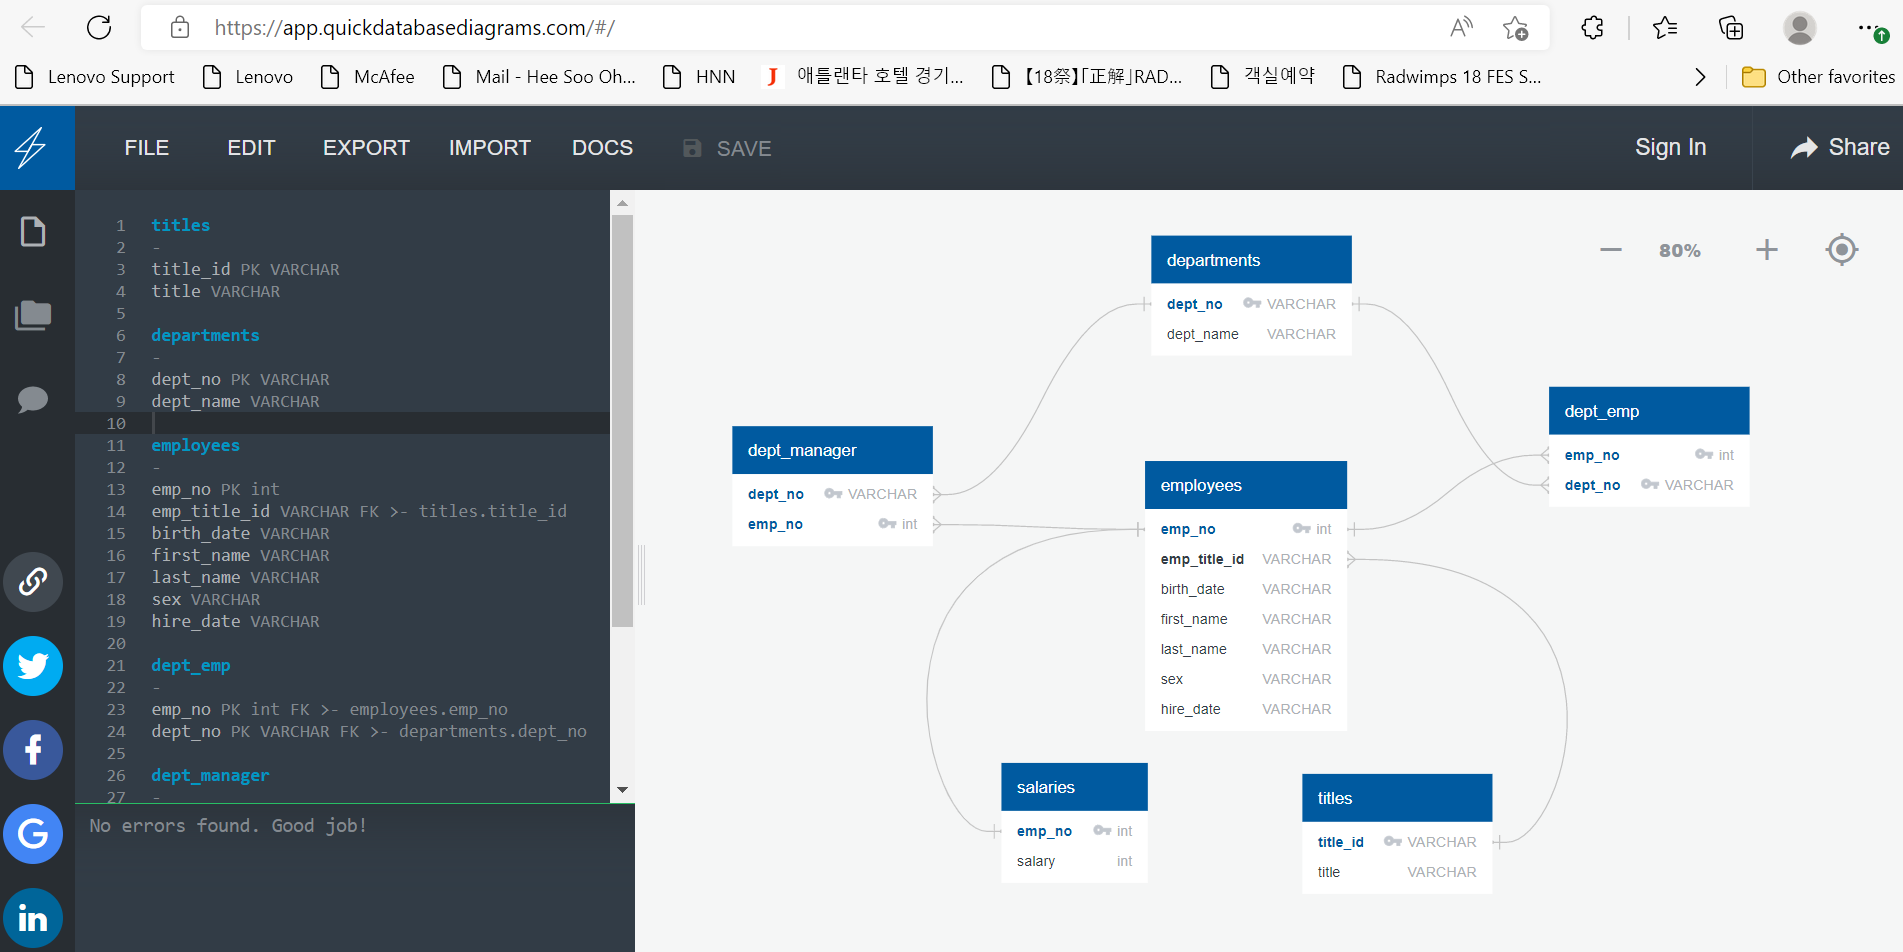 https://app.quickdatabasediagrams.com/#/
Lenovo Support
Lenovo
McAfee
Mail - Hee Soo Oh...
HNN
애틀랜타 호텔 경기...
【18祭】「正解」RAD...
객실예약
Radwimps 18 FES S...
Other favorites
FILE
EDIT
EXPORT
IMPORT
DOCS
SAVE
Sign In
Share
1 titles
2 -
3 title_id PK VARCHAR
4 title VARCHAR
5
6 departments
7 -
8 dept_no PK VARCHAR
9 dept_name VARCHAR
10
11 employees
12 -
13 emp_no PK int
14 emp_title_id VARCHAR FK >- titles.title_id
15 birth_date VARCHAR
16 first_name VARCHAR
17 last_name VARCHAR
18 sex VARCHAR
19 hire_date VARCHAR
20
21 dept_emp
22 -
23 emp_no PK int FK >- employees.emp_no
24 dept_no PK VARCHAR FK >- departments.dept_no
25
26 dept_manager
27 -
No errors found. Good job!
80%
departments
dept_no VARCHAR
dept_name VARCHAR
dept_emp
emp_no int
dept_no VARCHAR
dept_manager
dept_no VARCHAR
emp_no int
employees
emp_no int
emp_title_id VARCHAR
birth_date VARCHAR
first_name VARCHAR
last_name VARCHAR
sex VARCHAR
hire_date VARCHAR
salaries
emp_no int
salary int
titles
title_id VARCHAR
title VARCHAR